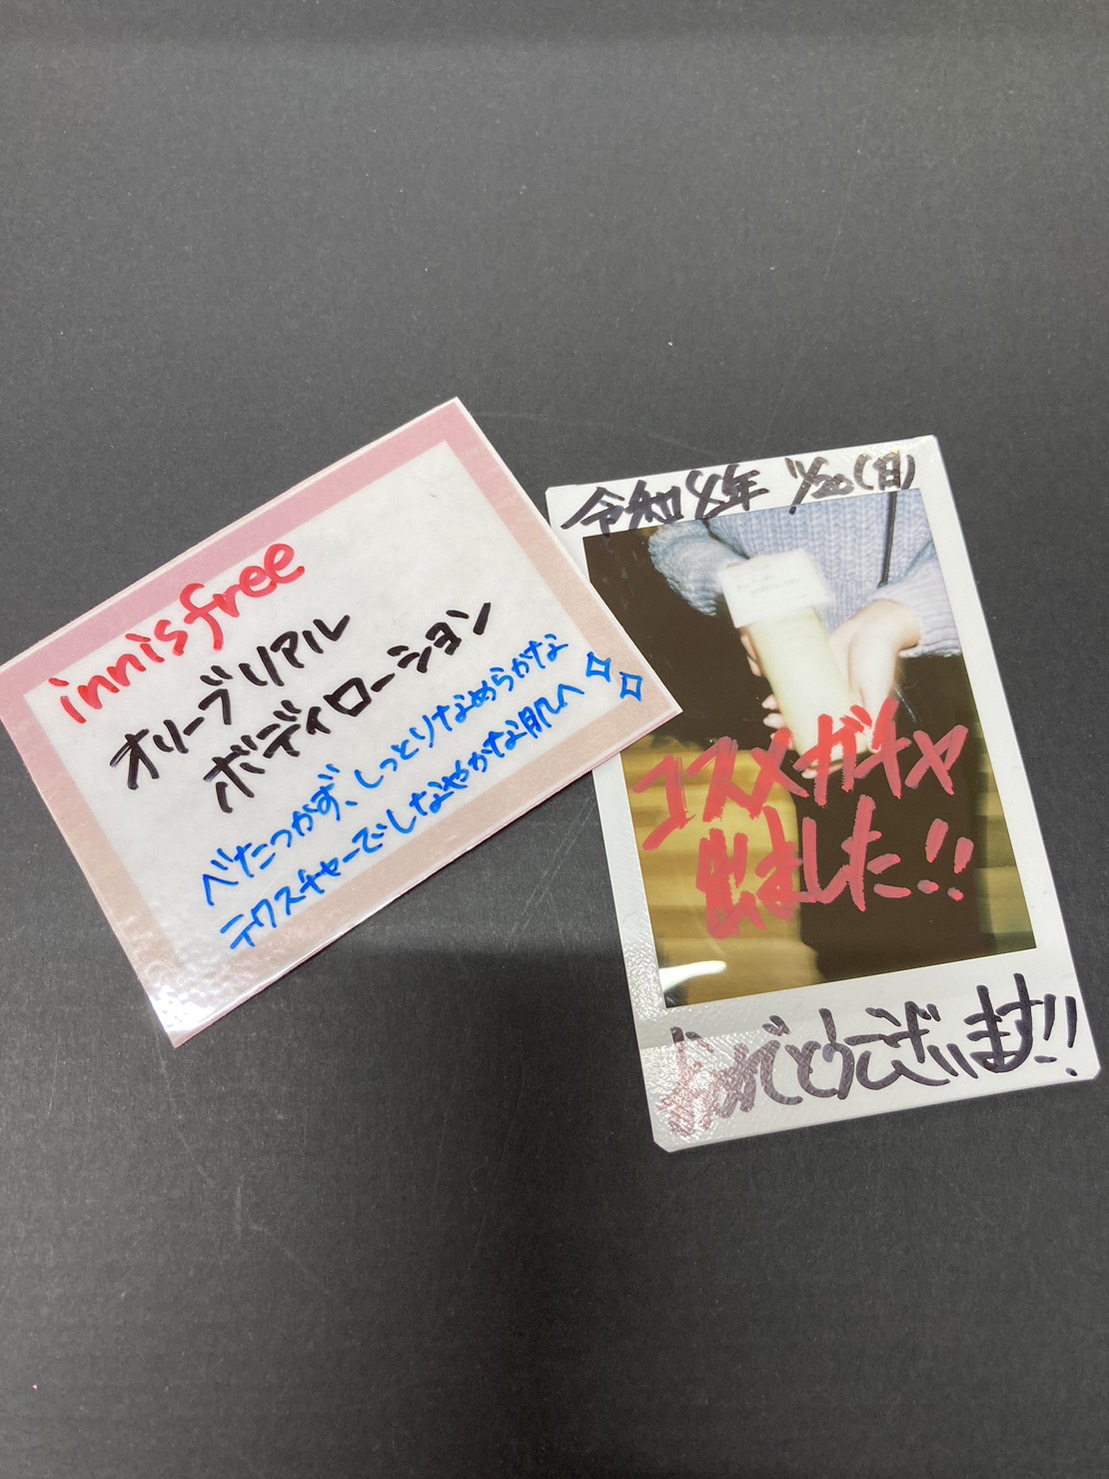 innisfree
オリーブリアル
ボディローション
べたつかず、しっとりなめらかな
テクスチャーでしなやかな肌へ
令和4年 11/20(日)
コスメガチャ
出ました!!
おめでとうございます!!